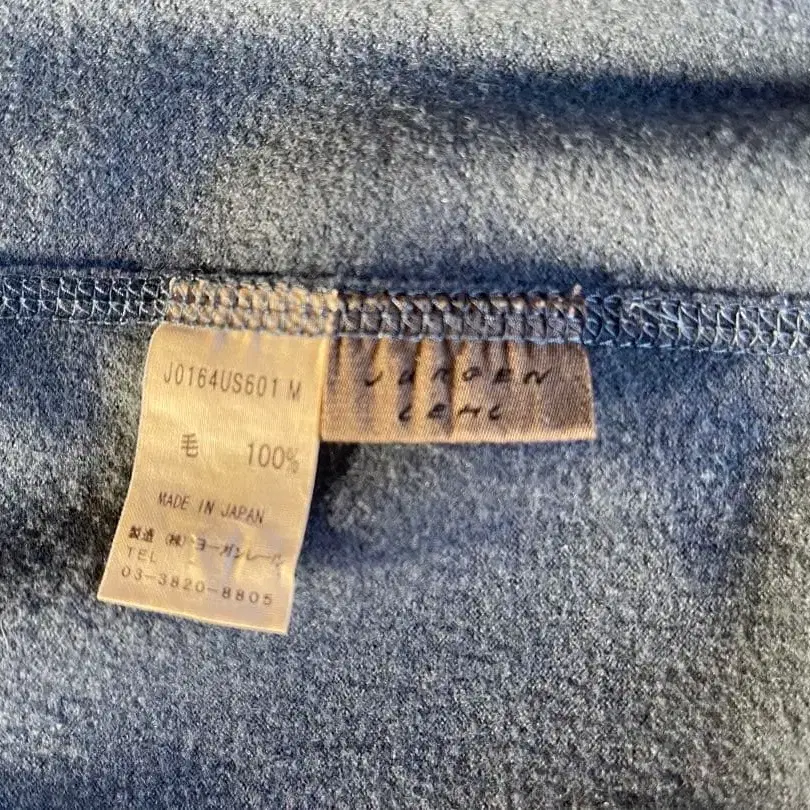 J0164US601 M
毛 100%
MADE IN JAPAN
製造 (株)ヨーガンレール
TEL
03-3820-8805
JURGEN
LEHL